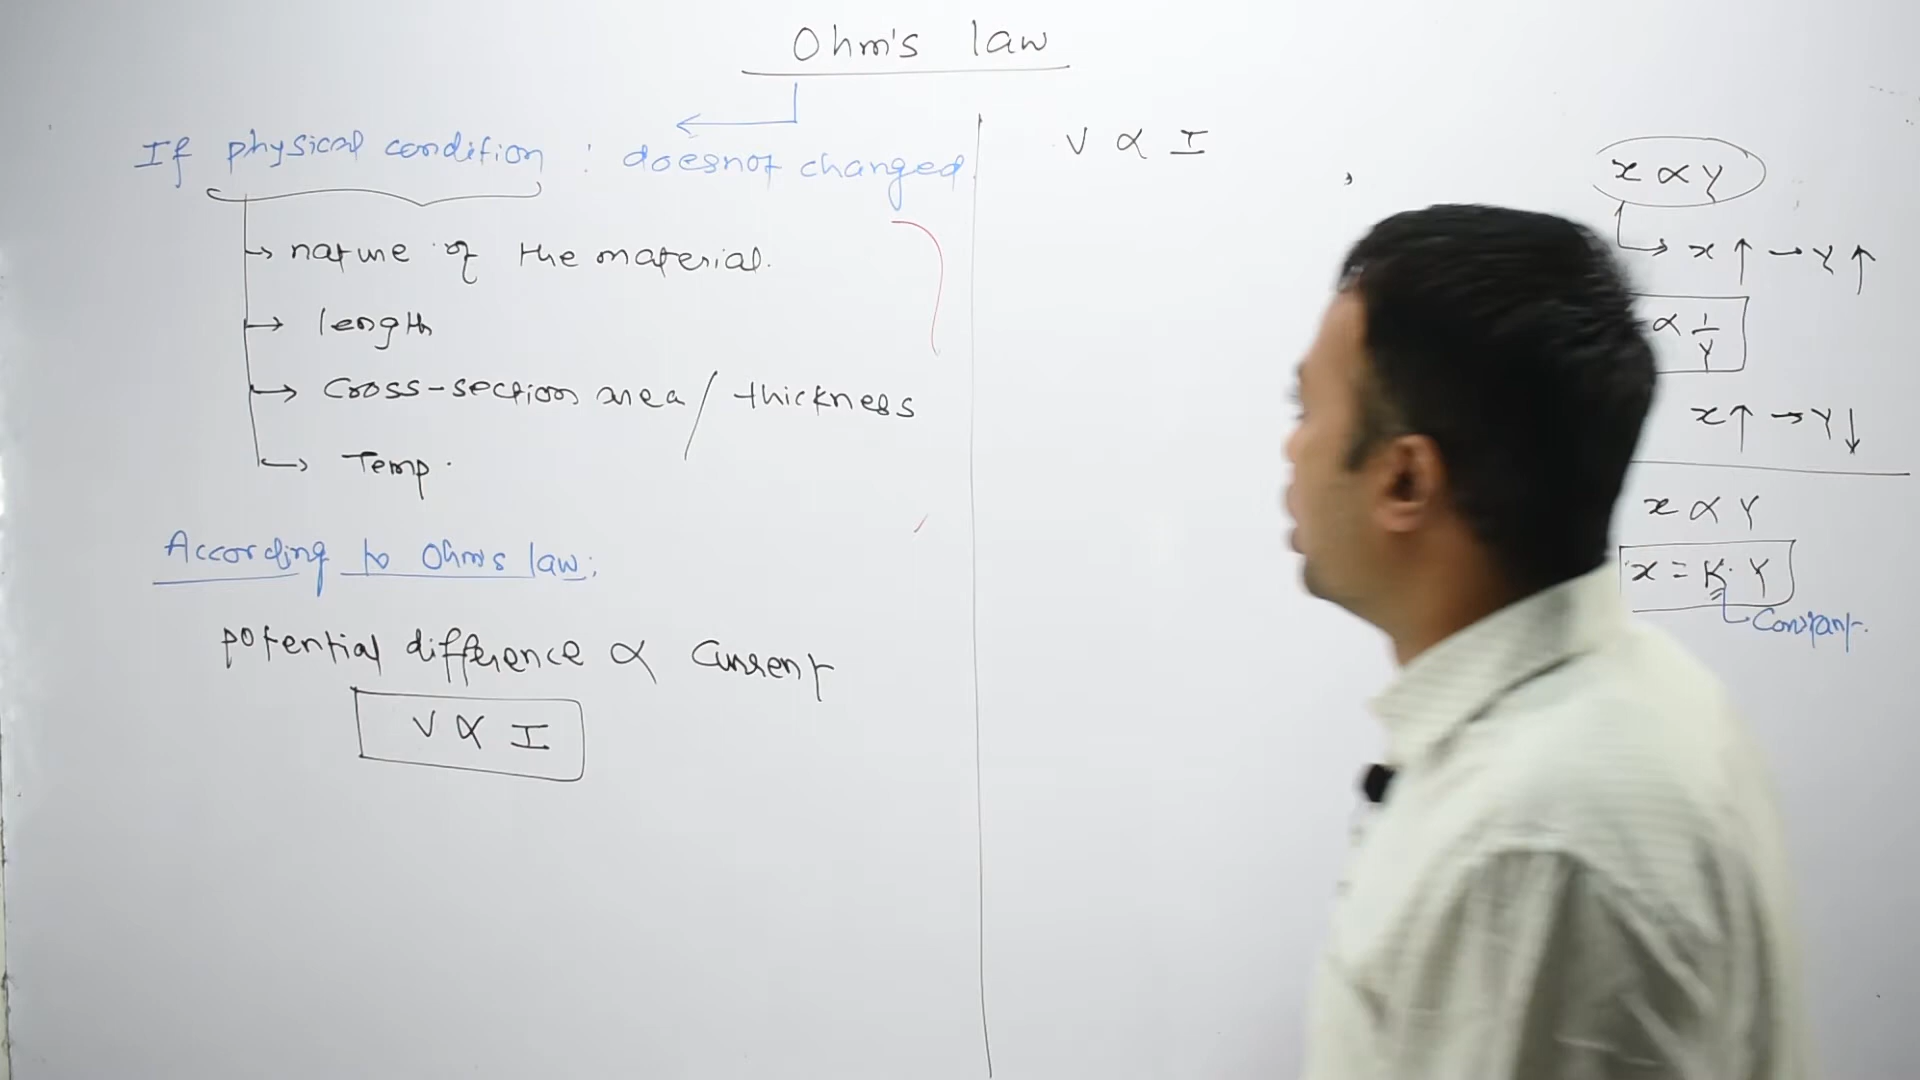 Ohm's law
If physical condition : doesnot changed
→ nature of the material.
→ length
→ Cross-section area / thickness
→ Temp.
According to Ohm's law:
potential difference ∝ Current
V ∝ I
V ∝ I
x ∝ Y
→ x ↑ → Y ↑
∝ 1/Y
x ↑ → Y ↓
x ∝ Y
x = K. Y
Constant.